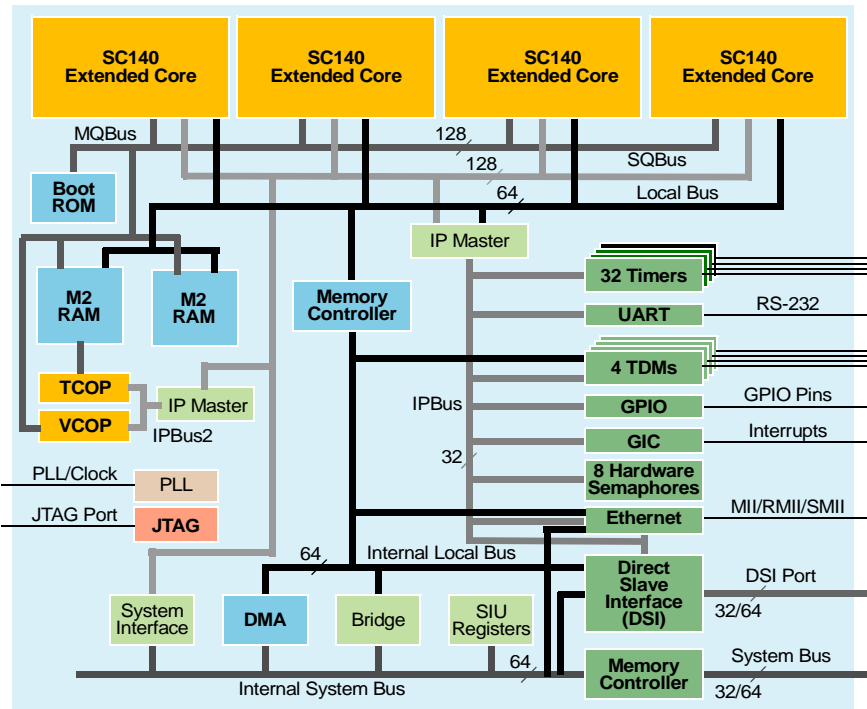 SC140
Extended Core
SC140
Extended Core
SC140
Extended Core
SC140
Extended Core
MQBus
128
128
SQBus
64
Local Bus
Boot
ROM
IP Master
M2
RAM
M2
RAM
Memory
Controller
32 Timers
UART
RS-232
4 TDMs
TCOP
VCOP
IP Master
IPBus2
IPBus
GPIO
GPIO Pins
GIC
Interrupts
32
8 Hardware
Semaphores
PLL/Clock
PLL
JTAG Port
JTAG
Ethernet
MII/RMII/SMII
64
Internal Local Bus
Direct
Slave
Interface
(DSI)
DSI Port
32/64
System
Interface
DMA
Bridge
SIU
Registers
64
Internal System Bus
Memory
Controller
System Bus
32/64